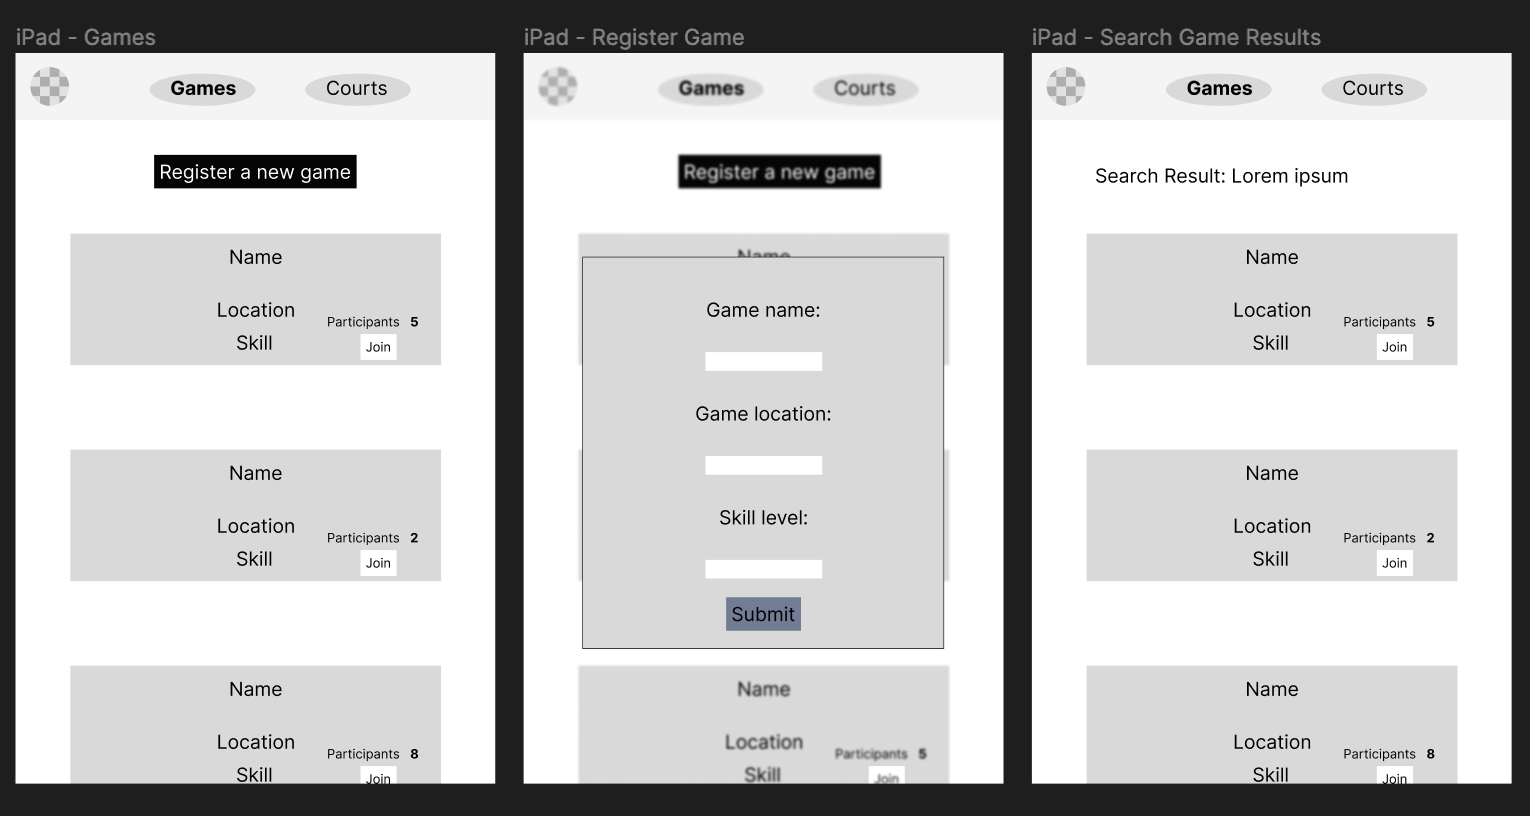 iPad - Games
Games Courts
Register a new game
Name
Location
Participants 5
Skill
Join
Name
Location
Participants 2
Skill
Join
Name
Location
Participants 8
Skill
Join
iPad - Register Game
Games Courts
Register a new game
Name
Game name:
Game location:
Skill level:
Submit
Name
Location
Participants 5
Skill
Join
iPad - Search Game Results
Games Courts
Search Result: Lorem ipsum
Name
Location
Participants 5
Skill
Join
Name
Location
Participants 2
Skill
Join
Name
Location
Participants 8
Skill
Join